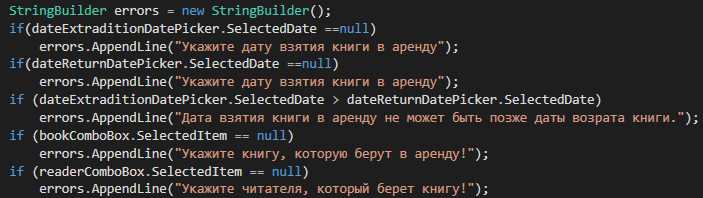 StringBuilder errors = new StringBuilder();
if(dateExtraditionDatePicker.SelectedDate ==null)
    errors.AppendLine("Укажите дату взятия книги в аренду");
if(dateReturnDatePicker.SelectedDate ==null)
    errors.AppendLine("Укажите дату взятия книги в аренду");
if (dateExtraditionDatePicker.SelectedDate > dateReturnDatePicker.SelectedDate)
    errors.AppendLine("Дата взятия книги в аренду не может быть позже даты возрата книги.");
if (bookComboBox.SelectedItem == null)
    errors.AppendLine("Укажите книгу, которую берут в аренду!");
if (readerComboBox.SelectedItem == null)
    errors.AppendLine("Укажите читателя, который берет книгу!");